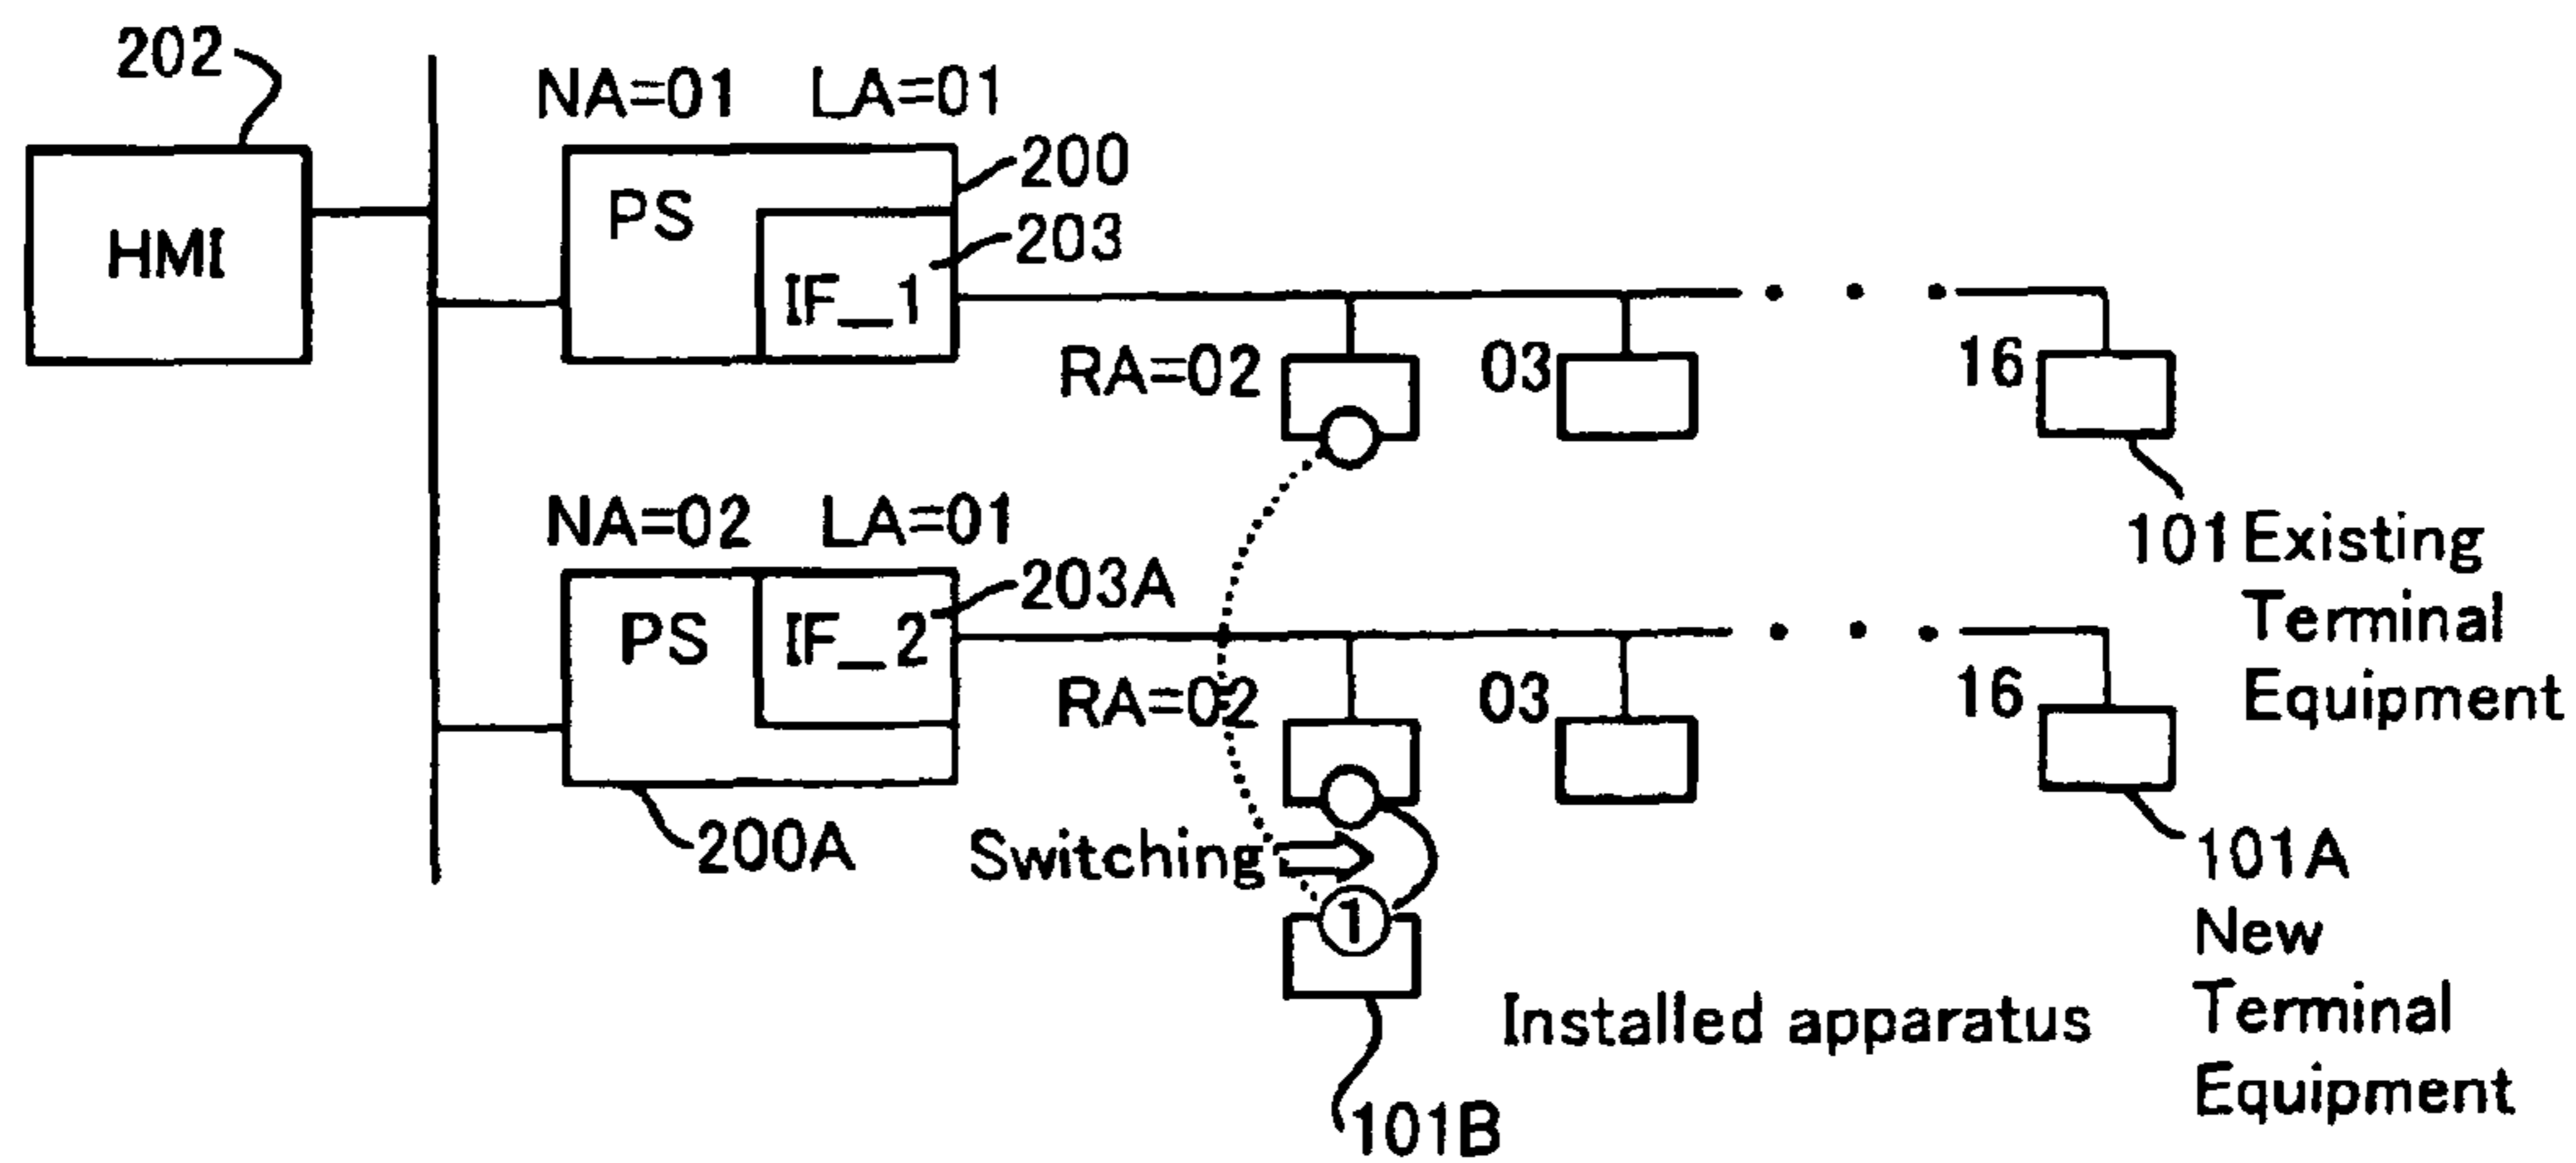 202
NA=01 LA=01
200
HMI
PS
203
IF_1
RA=02
03
16
101 Existing
Terminal
Equipment
NA=02 LA=01
203A
PS
IF_2
RA=02
03
16
200A
Switching
101A
New
Terminal
Equipment
1
Installed apparatus
101B